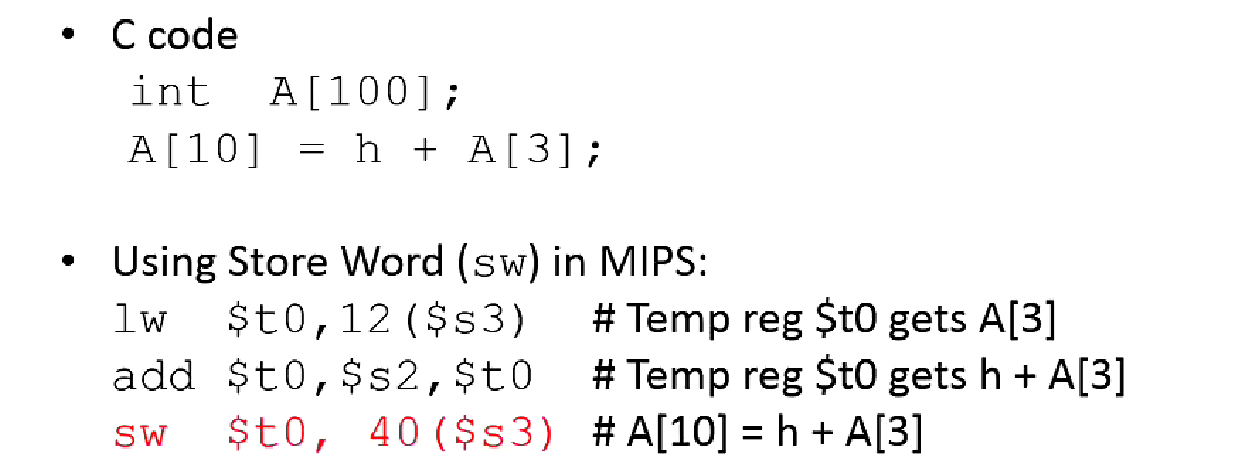 • C code
int A[100];
A[10] = h + A[3];
• Using Store Word (sw) in MIPS:
lw $t0,12($s3) # Temp reg $t0 gets A[3]
add $t0,$s2,$t0 # Temp reg $t0 gets h + A[3]
sw $t0, 40($s3) # A[10] = h + A[3]